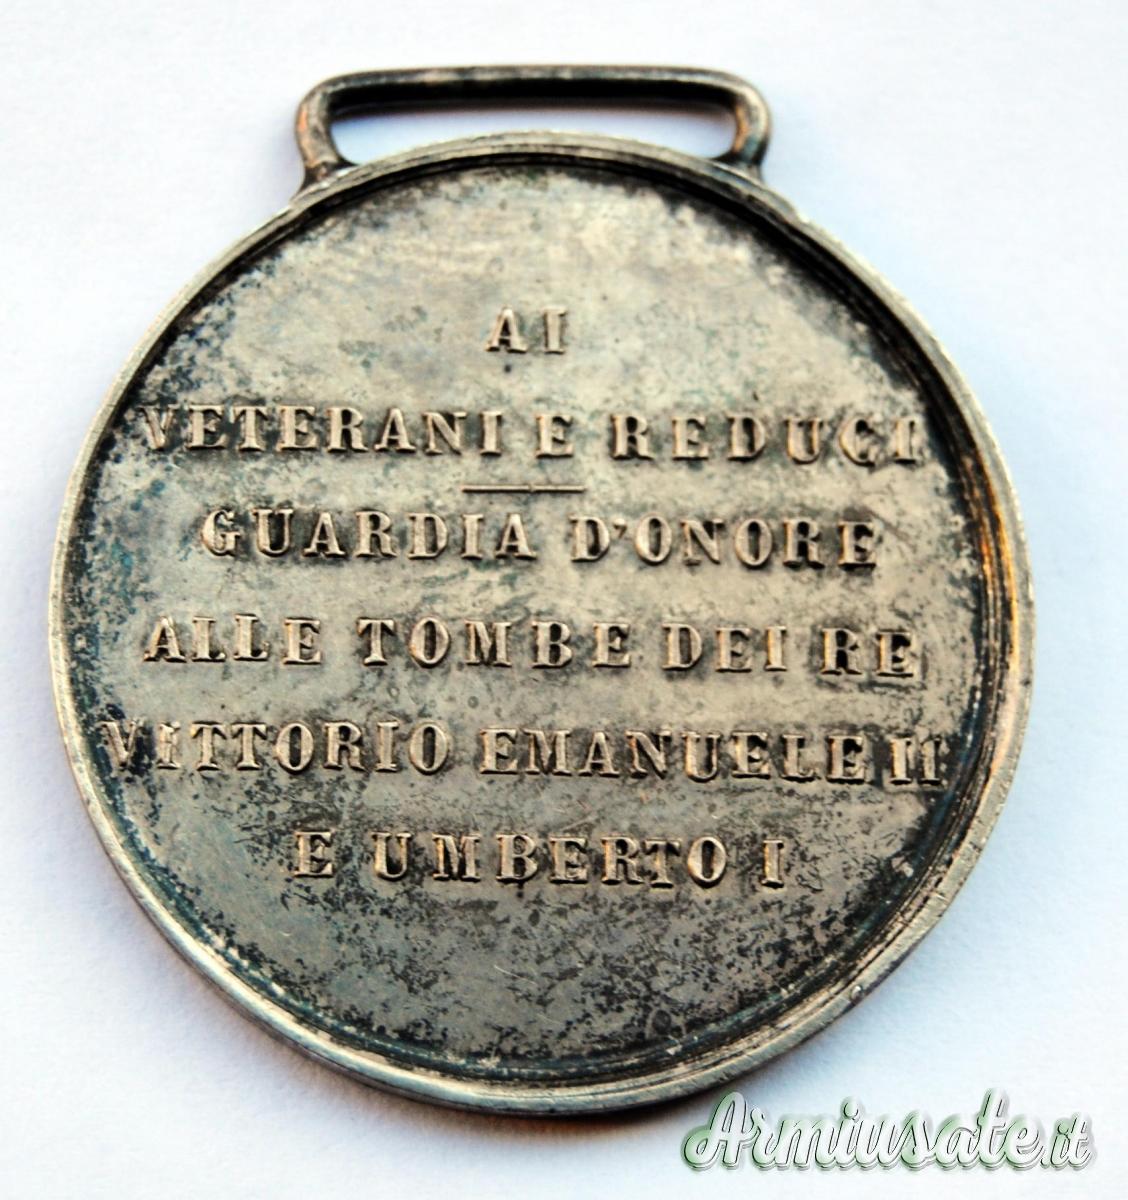 AI
VETERANI E REDUCI
GUARDIA D'ONORE
ALLE TOMBE DEI RE
VITTORIO EMANUELE II
E UMBERTO I
Armiusate.it